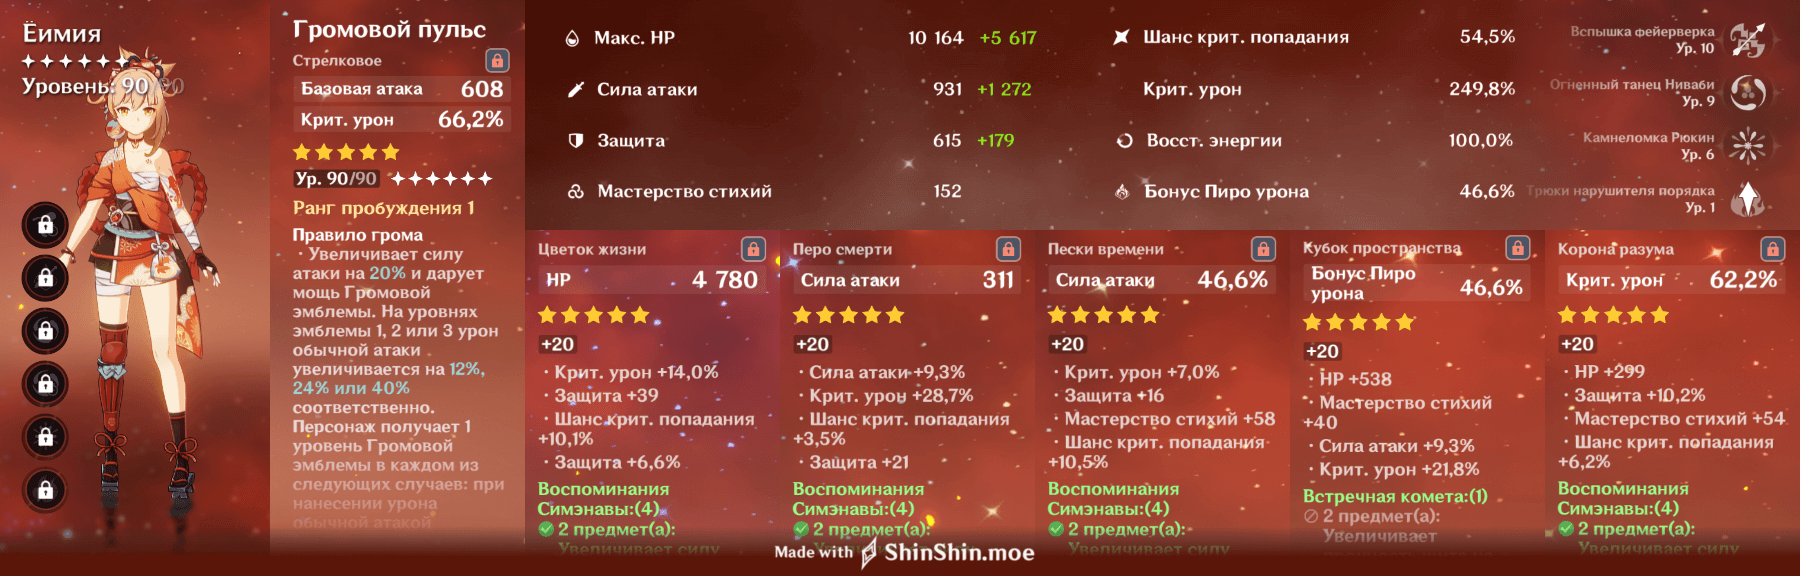 Ёимия
Уровень: 90/90
Громовой пульс
Стрелковое
Базовая атака 608
Крит. урон 66,2%
Ур. 90/90
Ранг пробуждения 1
Правило грома
· Увеличивает силу
атаки на 20% и дарует
мощь Громовой
эмблемы. На уровнях
эмблемы 1, 2 или 3 урон
обычной атаки
увеличивается на 12%,
24% или 40%
соответственно.
Персонаж получает 1
уровень Громовой
эмблемы в каждом из
следующих случаев: при
нанесении урона
обычной атакой
Макс. HP 10 164 +5 617
Сила атаки 931 +1 272
Защита 615 +179
Мастерство стихий 152
Шанс крит. попадания 54,5%
Крит. урон 249,8%
Восст. энергии 100,0%
Бонус Пиро урона 46,6%
Вспышка фейерверка
Ур. 10
Огненный танец Ниваби
Ур. 9
Камнеломка Рюкин
Ур. 6
Трюки нарушителя порядка
Ур. 1
Цветок жизни
HP 4 780
+20
· Крит. урон +14,0%
· Защита +39
· Шанс крит. попадания
+10,1%
· Защита +6,6%
Воспоминания
Симэнавы:(4)
2 предмет(а):
Увеличивает силу
Перо смерти
Сила атаки 311
+20
· Сила атаки +9,3%
· Крит. урон +28,7%
· Шанс крит. попадания
+3,5%
· Защита +21
Воспоминания
Симэнавы:(4)
2 предмет(а):
Пески времени
Сила атаки 46,6%
+20
· Крит. урон +7,0%
· Защита +16
· Мастерство стихий +58
· Шанс крит. попадания
+10,5%
Воспоминания
Симэнавы:(4)
2 предмет(а):
Увеличивает силу
Кубок пространства
Бонус Пиро
урона 46,6%
+20
· HP +538
· Мастерство стихий
+40
· Сила атаки +9,3%
· Крит. урон +21,8%
Встречная комета:(1)
2 предмет(а):
Увеличивает
Корона разума
Крит. урон 62,2%
+20
· HP +299
· Защита +10,2%
· Мастерство стихий +54
· Шанс крит. попадания
+6,2%
Воспоминания
Симэнавы:(4)
2 предмет(а):
Увеличивает силу
Made with ShinShin.moe